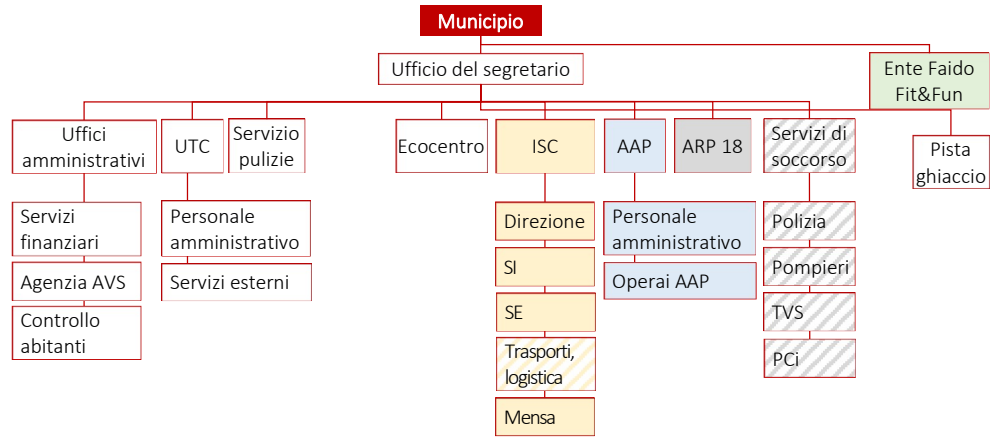 Municipio
Ufficio del segretario
Ente Faido
Fit&Fun
Uffici
amministrativi
UTC
Servizio
pulizie
Ecocentro
ISC
AAP
ARP 18
Servizi di
soccorso
Pista
ghiaccio
Servizi
finanziari
Agenzia AVS
Controllo
abitanti
Personale
amministrativo
Servizi esterni
Direzione
SI
SE
Trasporti,
logistica
Mensa
Personale
amministrativo
Operai AAP
Polizia
Pompieri
TVS
PCi